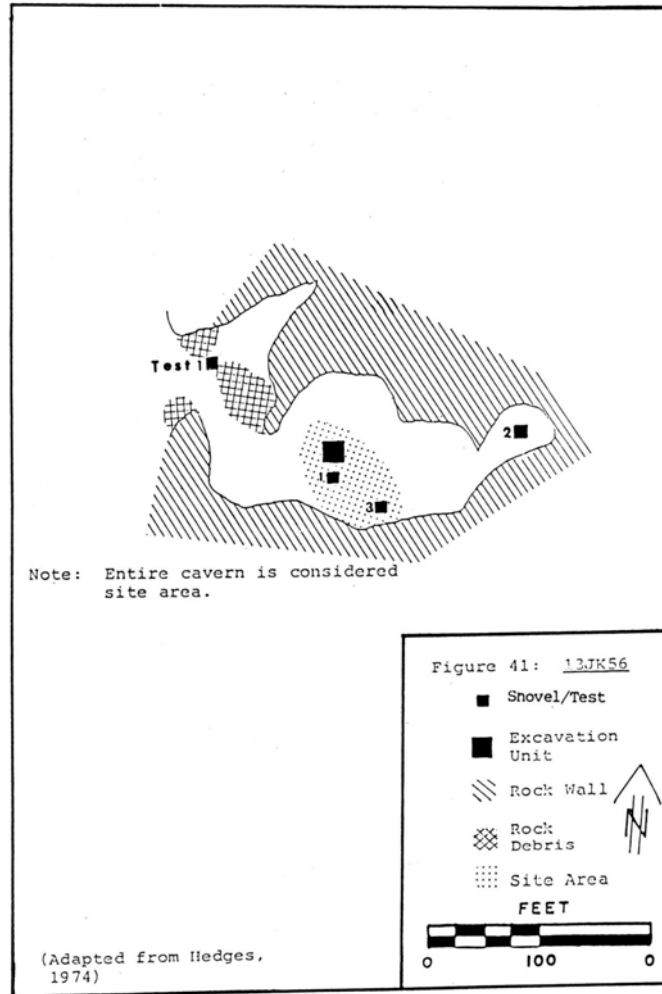 Test 1
2
1
3
Note: Entire cavern is considered
site area.
Figure 41: 13JK56
Shovel/Test
Excavation
Unit
Rock Wall
N
Rock
Debris
Site Area
FEET
0 100 0
(Adapted from Hedges,
1974)